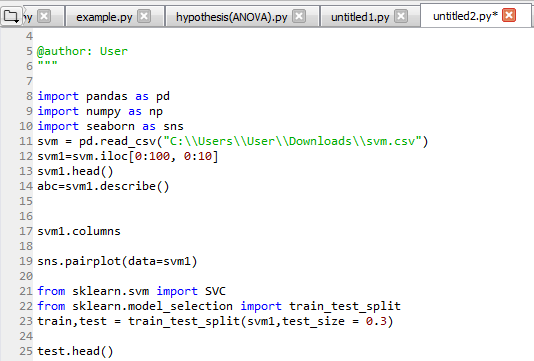 example.py
hypothesis(ANOVA).py
untitled1.py
untitled2.py*
4
5 @author: User
6 """
7
8 import pandas as pd
9 import numpy as np
10 import seaborn as sns
11 svm = pd.read_csv("C:\\Users\\User\\Downloads\\svm.csv")
12 svm1=svm.iloc[0:100, 0:10]
13 svm1.head()
14 abc=svm1.describe()
15
16
17 svm1.columns
18
19 sns.pairplot(data=svm1)
20
21 from sklearn.svm import SVC
22 from sklearn.model_selection import train_test_split
23 train,test = train_test_split(svm1,test_size = 0.3)
24
25 test.head()